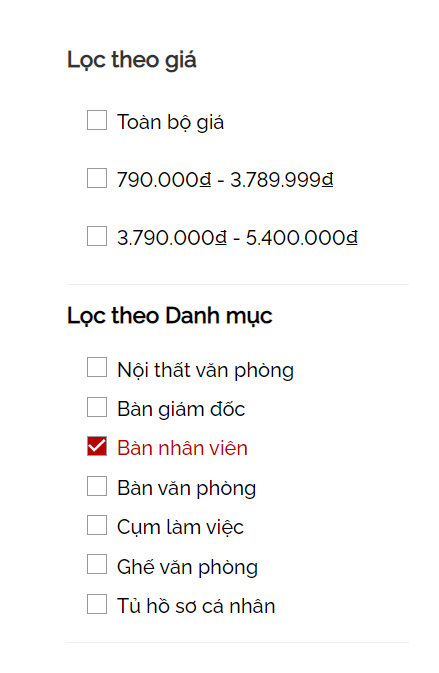 Lọc theo giá
Toàn bộ giá
790.000₫ - 3.789.999₫
3.790.000₫ - 5.400.000₫
Lọc theo Danh mục
Nội thất văn phòng
Bàn giám đốc
Bàn nhân viên
Bàn văn phòng
Cụm làm việc
Ghế văn phòng
Tủ hồ sơ cá nhân